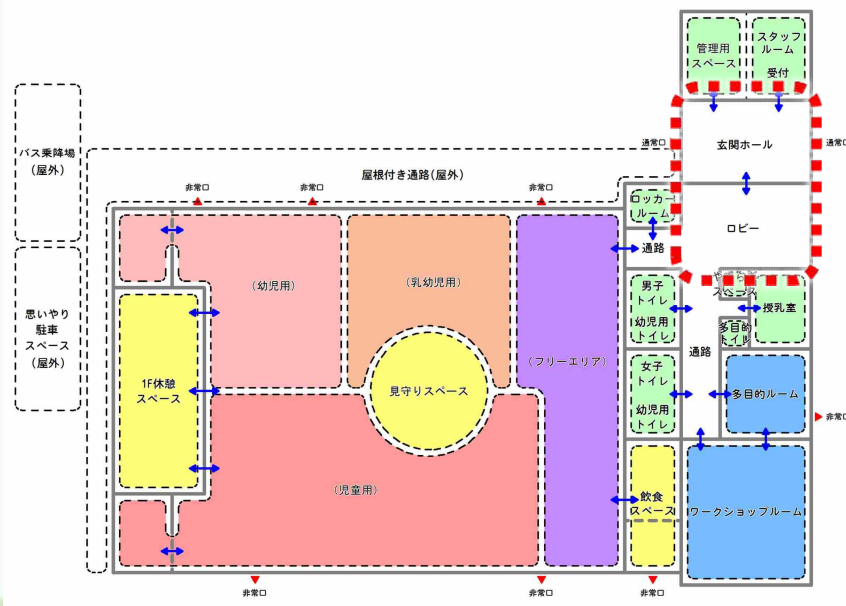 管理用
スペース
スタッフ
ルーム
受付
バス乗降場
(屋外)
通常口
玄関ホール
通常口
屋根付き通路(屋外)
非常口
非常口
非常口
ロッカー
ルーム
ロビー
通路
思いやり
駐車
スペース
(屋外)
(幼児用)
(乳幼児用)
男子
トイレ
幼児用
トイレ
スペース
授乳室
多目的
トイレ
通路
(フリーエリア)
1F休憩
スペース
見守りスペース
女子
トイレ
幼児用
トイレ
多目的ルーム
非常口
(児童用)
飲食
スペース
ワークショップルーム
非常口
非常口
非常口